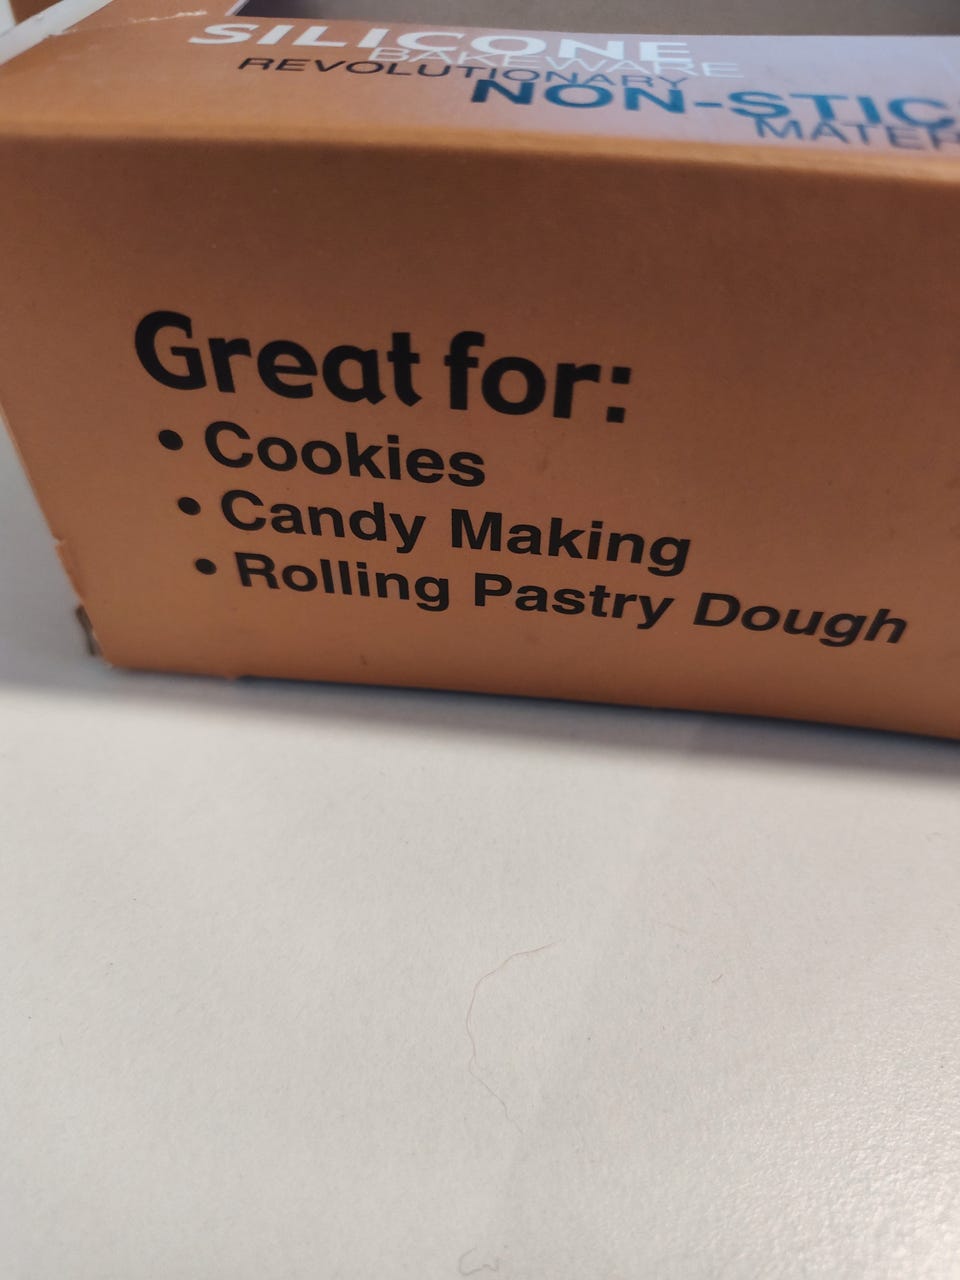 SILICONE
BAKEWARE
REVOLUTIONARY
NON-STIC
MATER
Great for:
• Cookies
• Candy Making
• Rolling Pastry Dough